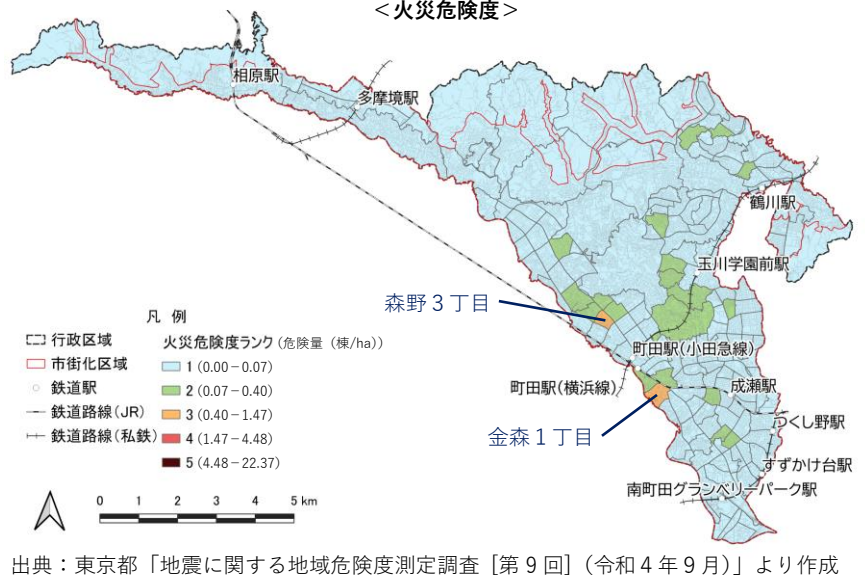 <火災危険度>
相原駅
多摩境駅
鶴川駅
玉川学園前駅
森野3丁目
町田駅(小田急線)
町田駅(横浜線)
成瀬駅
金森1丁目
つくし野駅
すずかけ台駅
南町田グランベリーパーク駅
凡 例
行政区域
市街化区域
鉄道駅
鉄道路線(JR)
鉄道路線(私鉄)
火災危険度ランク(危険量(棟/ha))
1 (0.00-0.07)
2 (0.07-0.40)
3 (0.40-1.47)
4 (1.47-4.48)
5 (4.48-22.37)
0 1 2 3 4 5 km
出典:東京都「地震に関する地域危険度測定調査[第9回](令和4年9月)」より作成